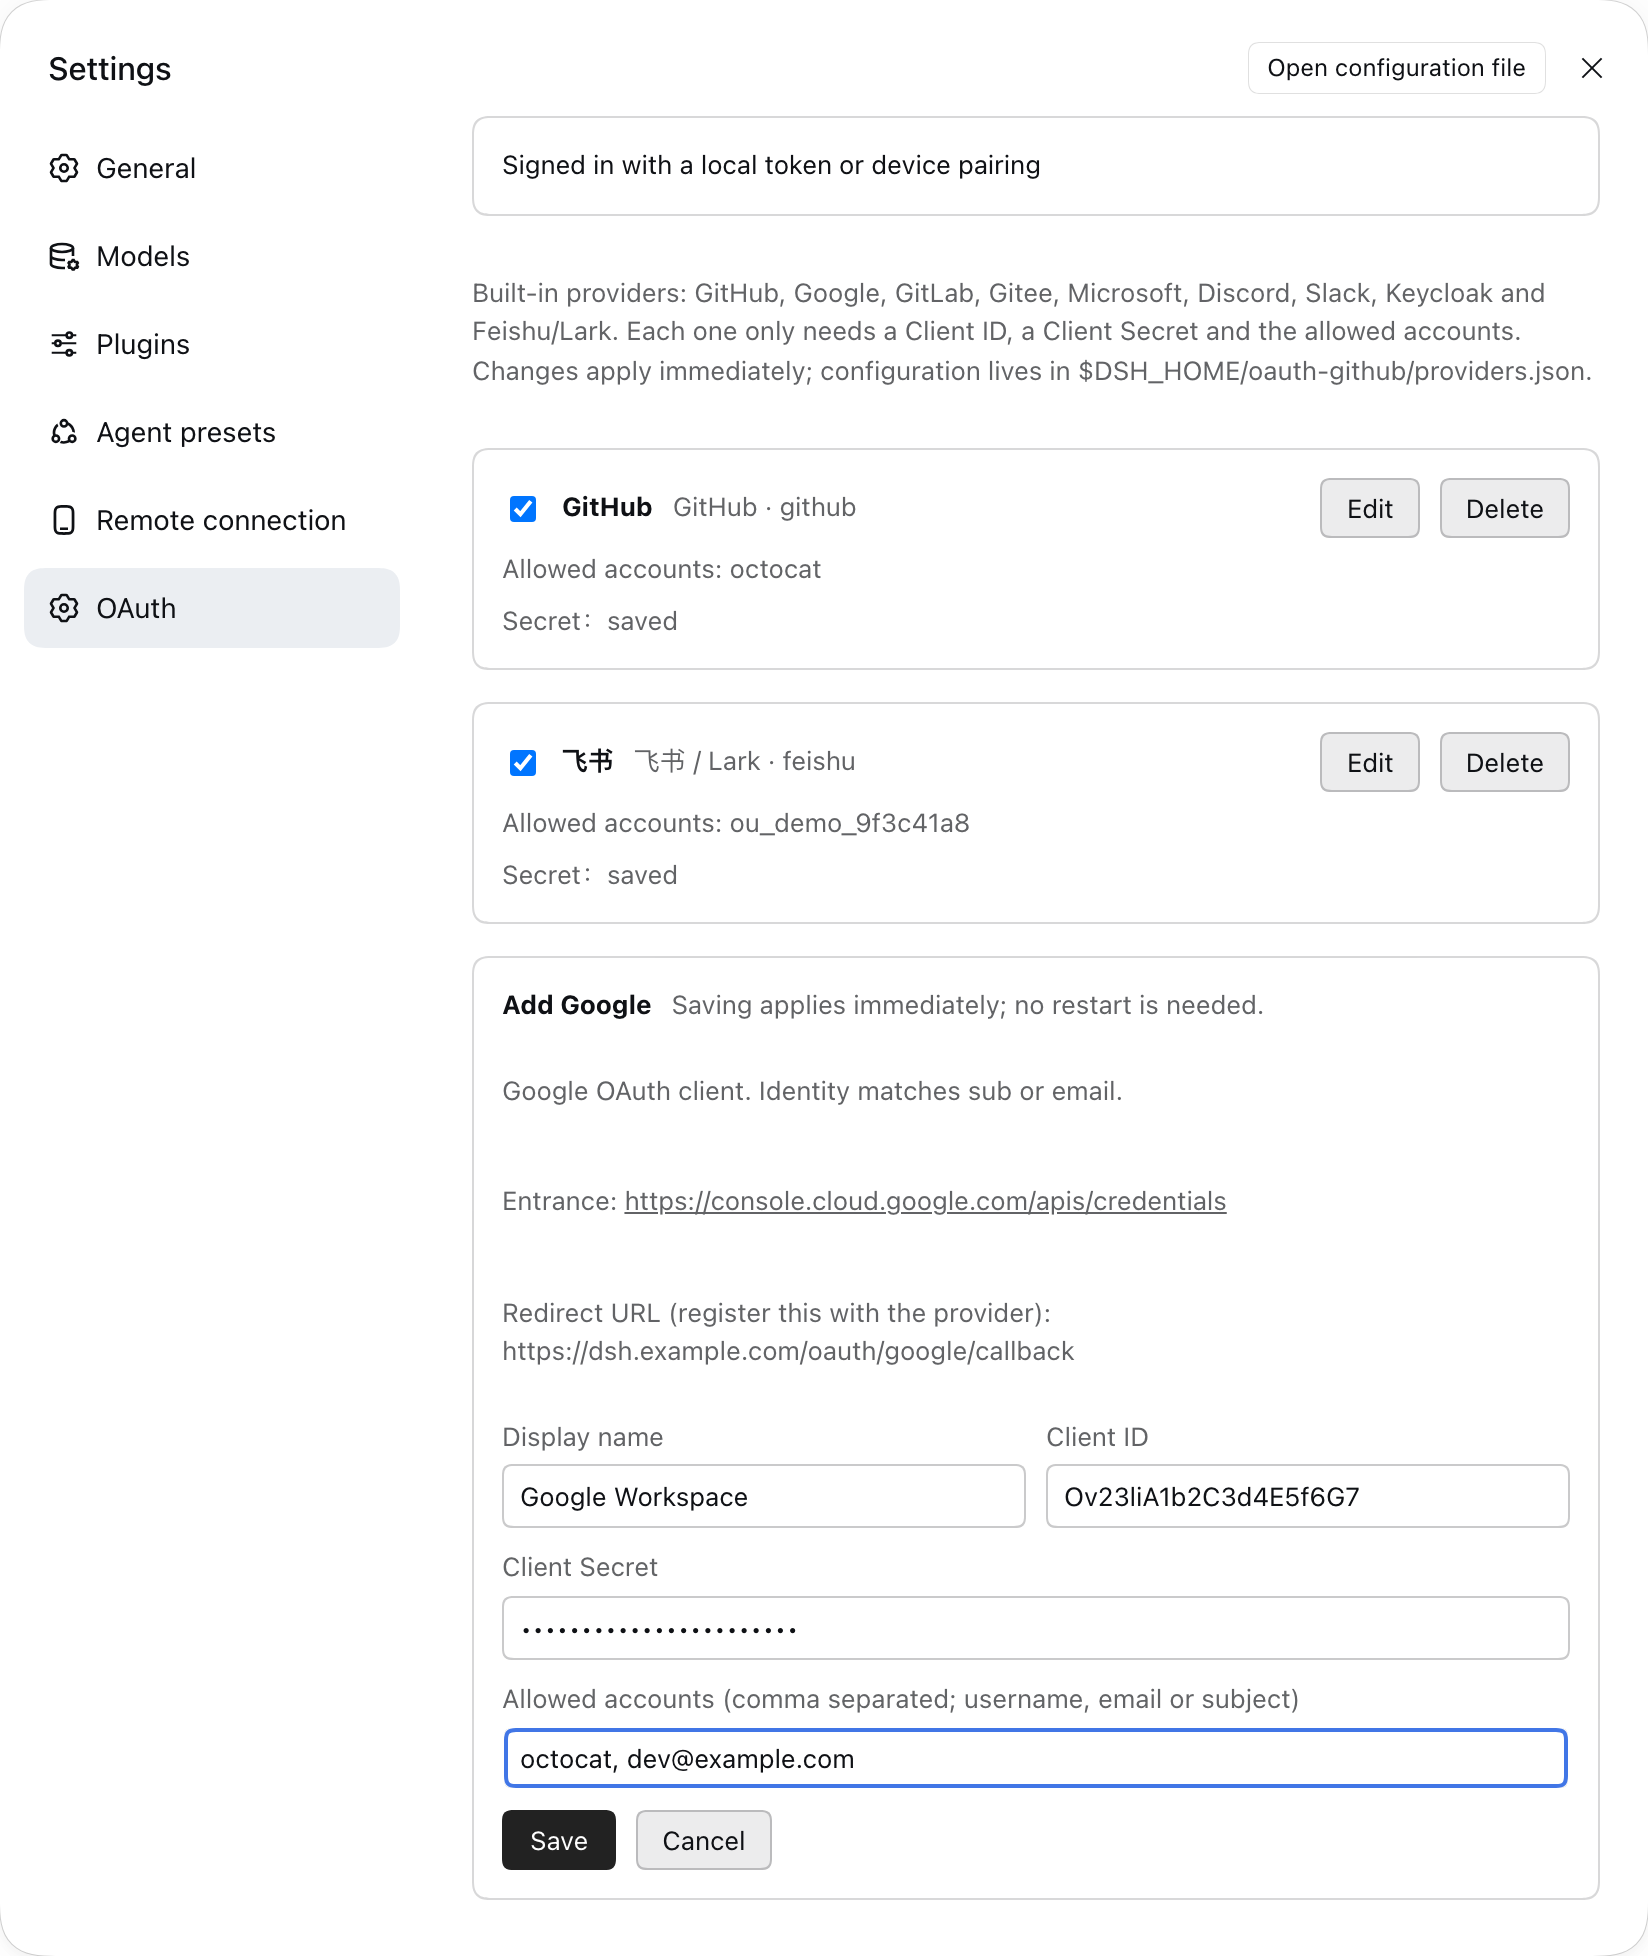 Settings
Open configuration file
General
Models
Plugins
Agent presets
Remote connection
OAuth
Signed in with a local token or device pairing
Built-in providers: GitHub, Google, GitLab, Gitee, Microsoft, Discord, Slack, Keycloak and
Feishu/Lark. Each one only needs a Client ID, a Client Secret and the allowed accounts.
Changes apply immediately; configuration lives in $DSH_HOME/oauth-github/providers.json.
GitHub GitHub · github
Edit
Delete
Allowed accounts: octocat
Secret： saved
飞书 飞书 / Lark · feishu
Edit
Delete
Allowed accounts: ou_demo_9f3c41a8
Secret： saved
Add Google Saving applies immediately; no restart is needed.
Google OAuth client. Identity matches sub or email.
Entrance: https://console.cloud.google.com/apis/credentials
Redirect URL (register this with the provider):
https://dsh.example.com/oauth/google/callback
Display name
Client ID
Google Workspace
Ov23liA1b2C3d4E5f6G7
Client Secret
•••••••••••••••••••••••
Allowed accounts (comma separated; username, email or subject)
octocat, dev@example.com
Save
Cancel